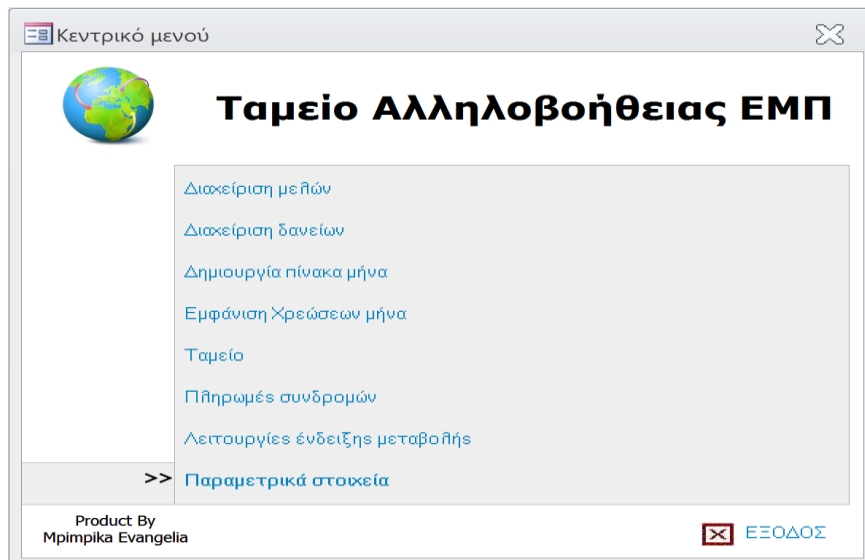 Κεντρικό μενού
Ταμείο Αλληλοβοήθειας ΕΜΠ
Διαχείριση μελών
Διαχείριση δανείων
Δημιουργία πίνακα μήνα
Εμφάνιση Χρεώσεων μήνα
Ταμείο
Πληρωμές συνδρομών
Λειτουργίες ένδειξης μεταβολής
>> Παραμετρικά στοιχεία
Product By
Mpimpika Evangelia
ΕΞΟΔΟΣ